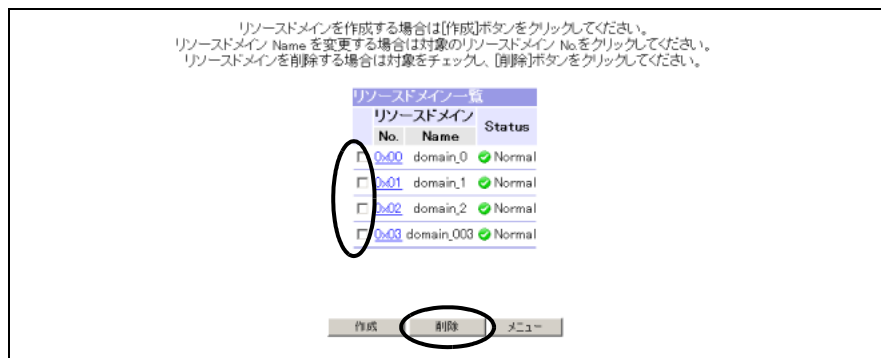 リソースドメインを作成する場合は[作成]ボタンをクリックしてください。
リソースドメイン Name を変更する場合は対象のリソースドメイン No.をクリックしてください。
リソースドメインを削除する場合は対象をチェックし、[削除]ボタンをクリックしてください。
リソースドメイン一覧
リソースドメイン Status
No. Name
0x00 domain_0 Normal
0x01 domain_1 Normal
0x02 domain_2 Normal
0x03 domain_003 Normal
作成 削除 メニュー